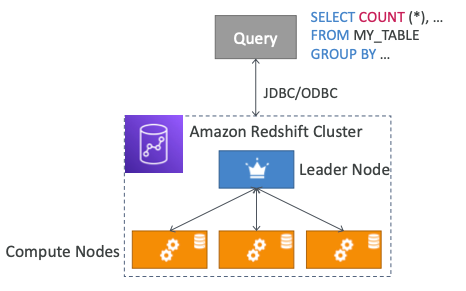 SELECT COUNT (*), ...
Query
FROM MY_TABLE
GROUP BY ...
JDBC/ODBC
Amazon Redshift Cluster
Leader Node
Compute Nodes